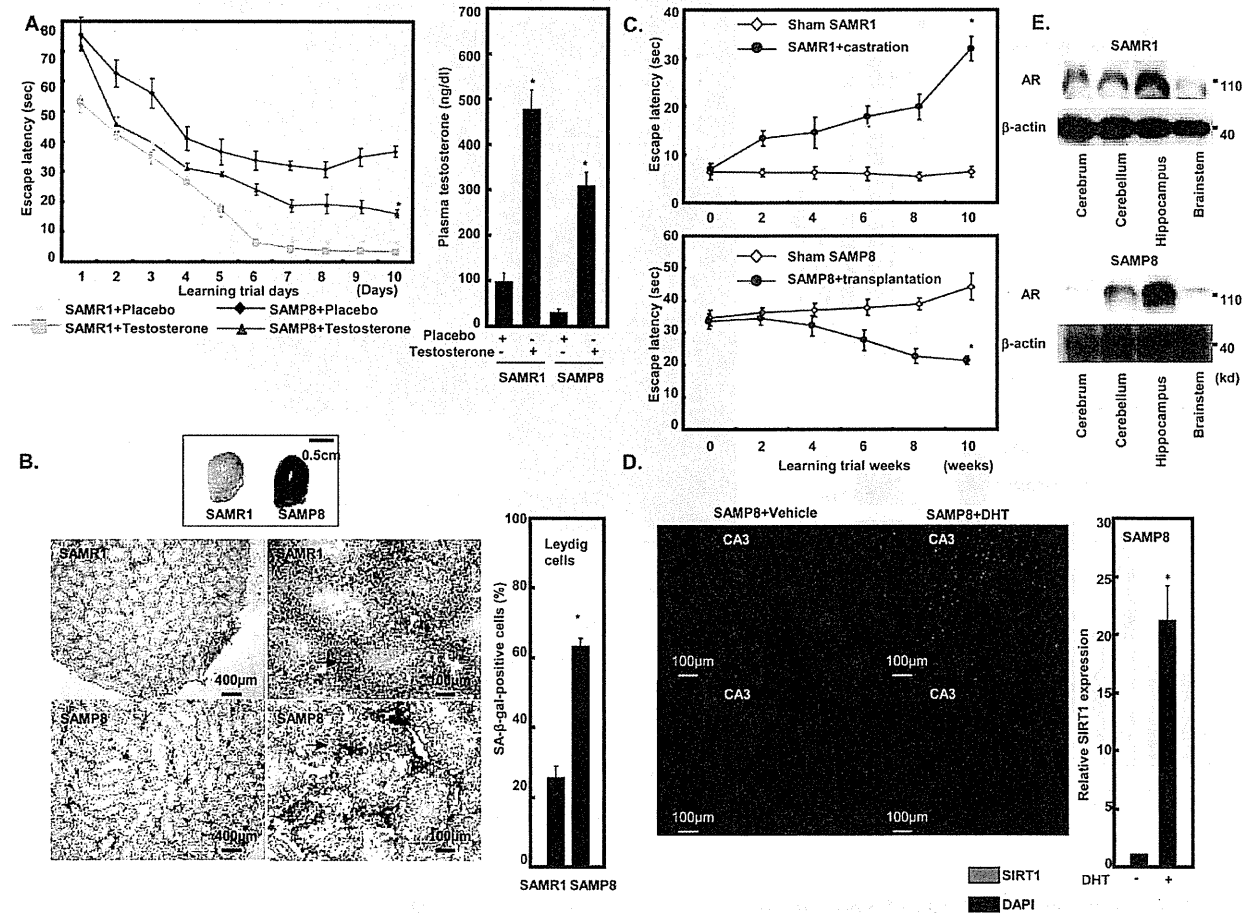 A.
80
70
60
50
40
30
20
10
0
Escape latency (sec)
1 2 3 4 5 6 7 8 9 10
Learning trial days (Days)
SAMR1+Placebo SAMP8+Placebo
SAMR1+Testosterone SAMP8+Testosterone
700
600
500
400
300
200
100
0
Plasma testosterone (ng/dl)
* *
Placebo + - + -
Testosterone - + - +
SAMR1 SAMP8
C.
40
30
20
10
0
Escape latency (sec)
Sham SAMR1
SAMR1+castration
*
0 2 4 6 8 10
60
50
40
30
20
10
0
Escape latency (sec)
Sham SAMP8
SAMP8+transplantation
*
0 2 4 6 8 10
Learning trial weeks (weeks)
E.
SAMR1
AR 110
β-actin 40
Cerebrum
Cerebellum
Hippocampus
Brainstem
SAMP8
AR 110
β-actin 40
(kd)
Cerebrum
Cerebellum
Hippocampus
Brainstem
B.
0.5cm
SAMR1 SAMP8
SAMR1 SAMR1
400μm 100μm
SAMP8 SAMP8
400μm 100μm
100
80
60
40
20
0
SA-β-gal-positive cells (%)
Leydig
cells
*
SAMR1 SAMP8
D.
SAMP8+Vehicle SAMP8+DHT
CA3 CA3
100μm 100μm
CA3 CA3
100μm 100μm
SIRT1
DAPI
30
25
20
15
10
5
0
Relative SIRT1 expression
SAMP8
*
DHT - +